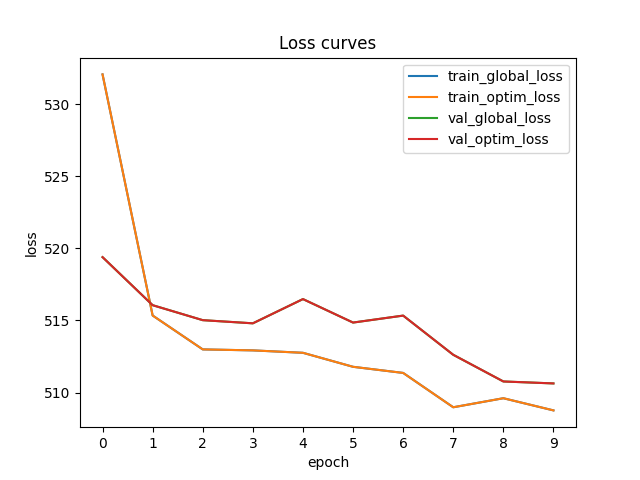 Loss curves
train_global_loss
train_optim_loss
val_global_loss
val_optim_loss
530
525
520
515
510
loss
0 1 2 3 4 5 6 7 8 9
epoch